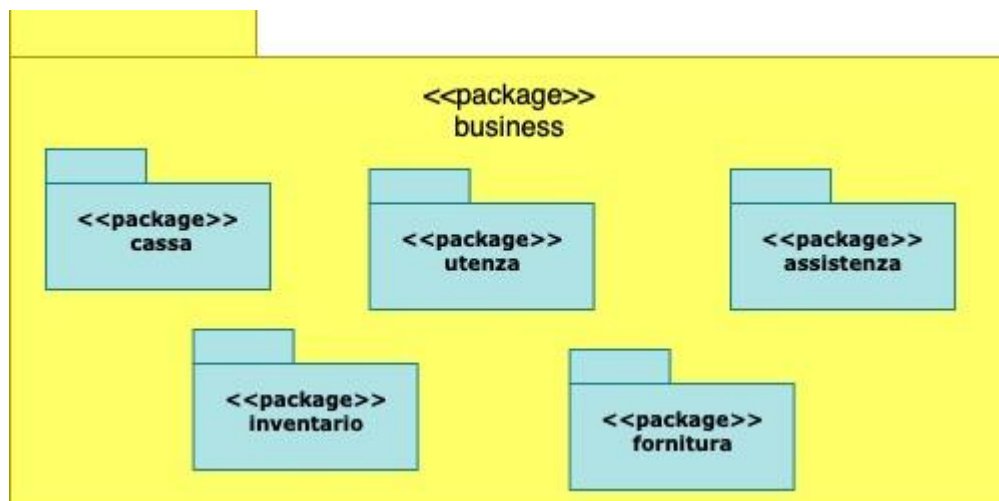 <<package>>
business
<<package>>
cassa
<<package>>
utenza
<<package>>
assistenza
<<package>>
inventario
<<package>>
fornitura